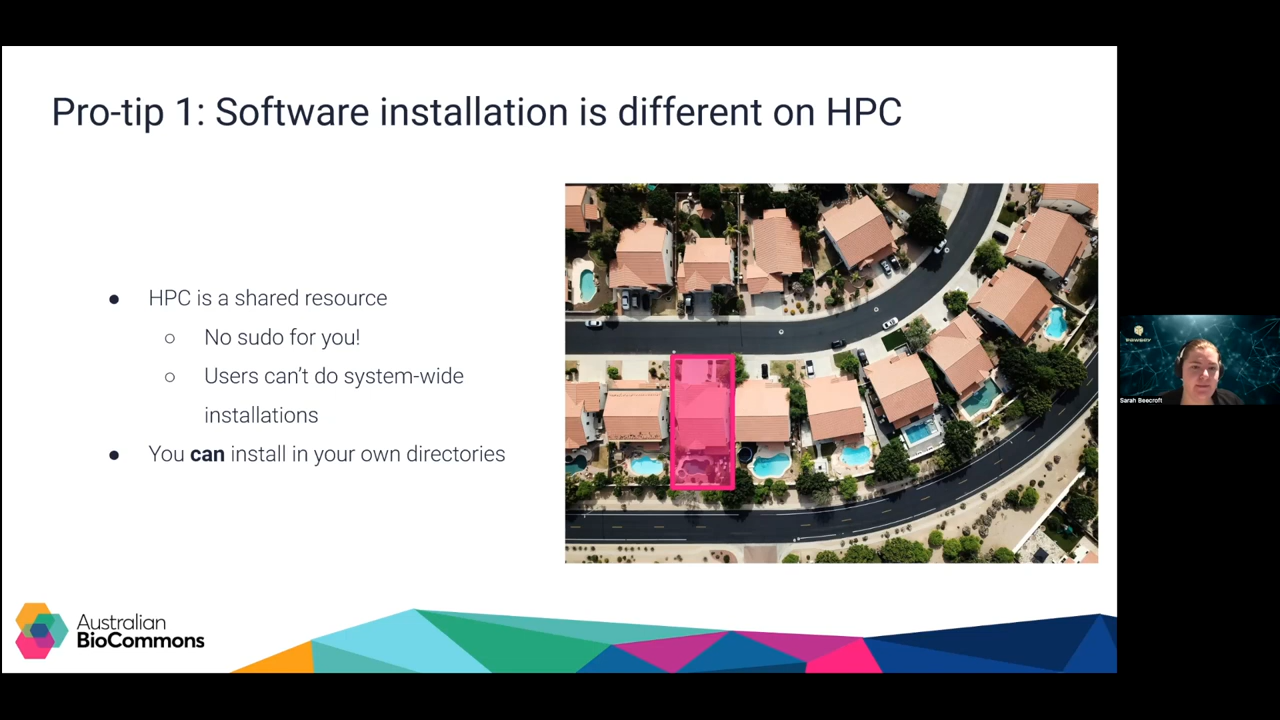 Pro-tip 1: Software installation is different on HPC
● HPC is a shared resource
○ No sudo for you!
○ Users can’t do system-wide
installations
● You can install in your own directories
Australian
BioCommons
PAWSEY
Sarah Beecroft